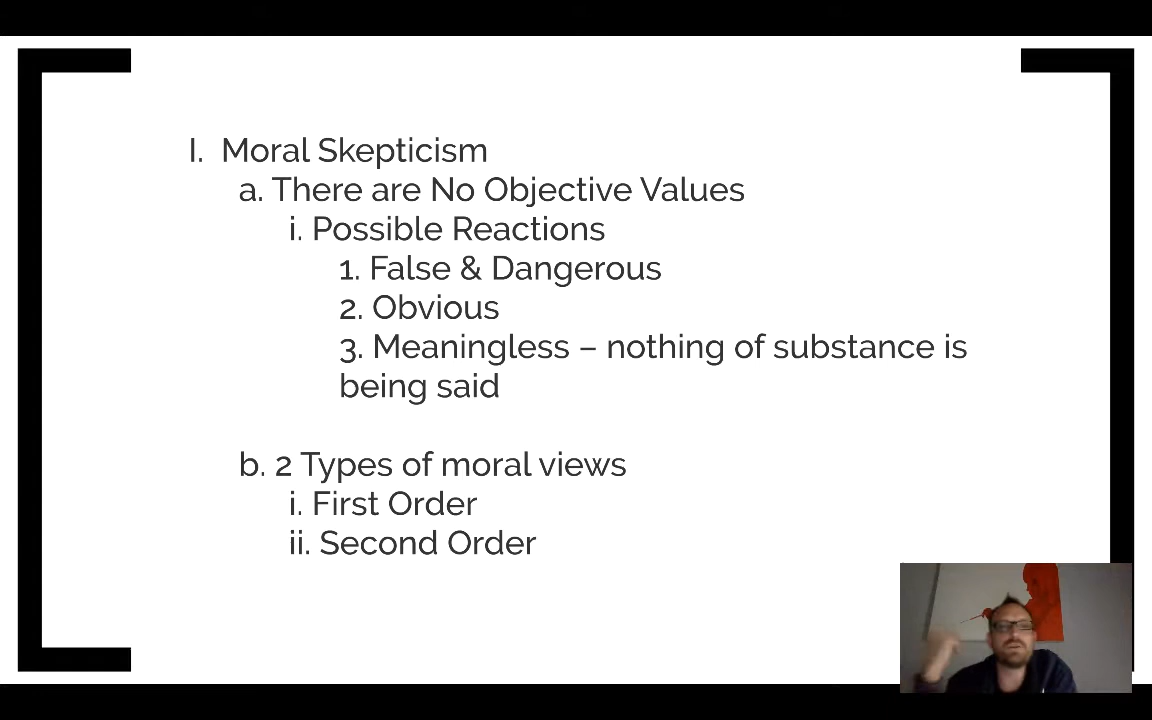 I. Moral Skepticism
a. There are No Objective Values
i. Possible Reactions
1. False & Dangerous
2. Obvious
3. Meaningless – nothing of substance is
being said
b. 2 Types of moral views
i. First Order
ii. Second Order